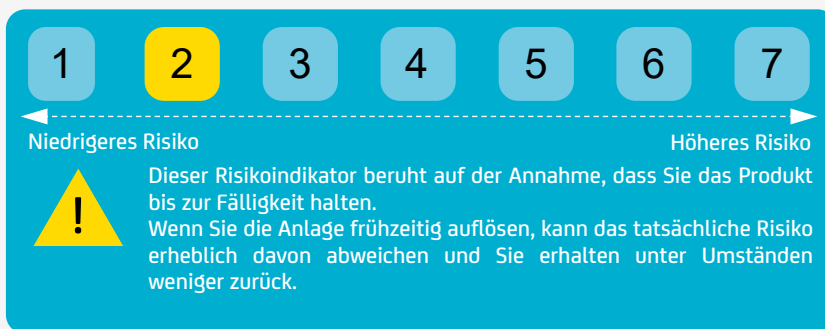 1 2 3 4 5 6 7
Niedrigeres Risiko Höheres Risiko
! Dieser Risikoindikator beruht auf der Annahme, dass Sie das Produkt
bis zur Fälligkeit halten.
Wenn Sie die Anlage frühzeitig auflösen, kann das tatsächliche Risiko
erheblich davon abweichen und Sie erhalten unter Umständen
weniger zurück.